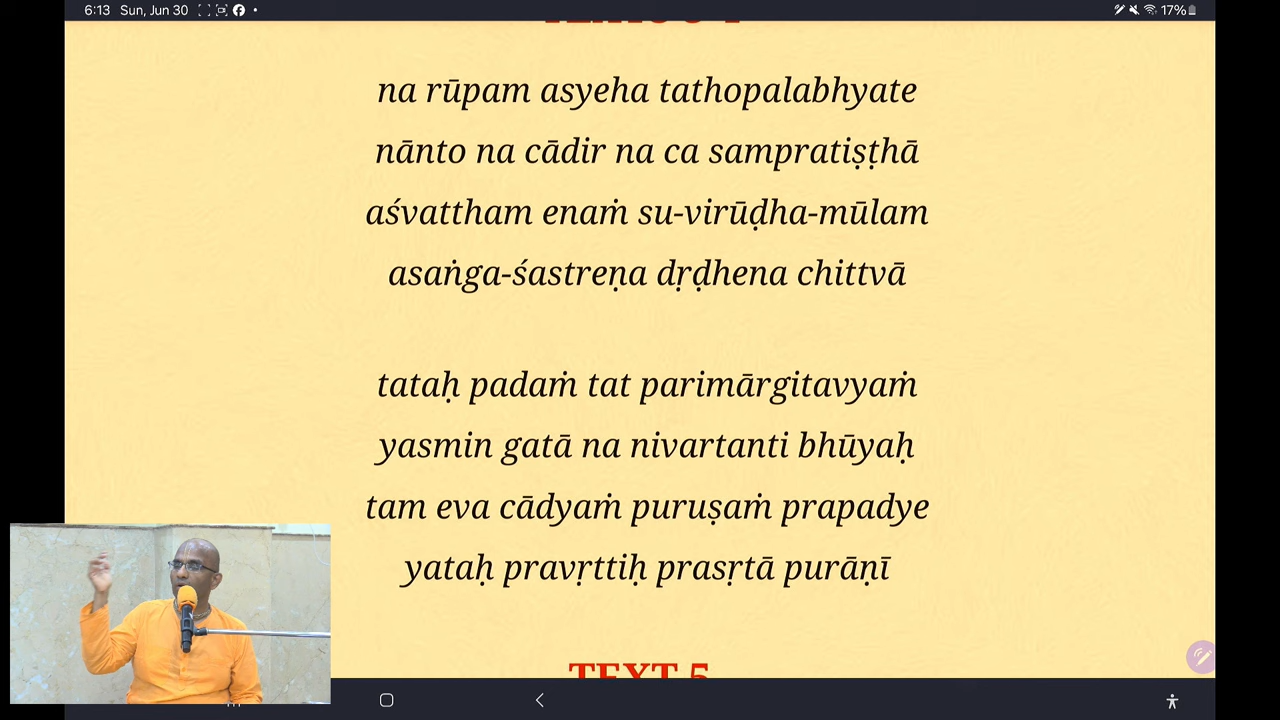 6:13 Sun, Jun 30
17%
na rūpam asyeha tathopalabhyate
nānto na cādir na ca sampratiṣṭhā
aśvattham enaṁ su-virūḍha-mūlam
asaṅga-śastreṇa dṛḍhena chittvā
tataḥ padaṁ tat parimārgitavyaṁ
yasmin gatā na nivartanti bhūyaḥ
tam eva cādyaṁ puruṣaṁ prapadye
yataḥ pravṛttiḥ prasṛtā purāṇī
TEXT 5